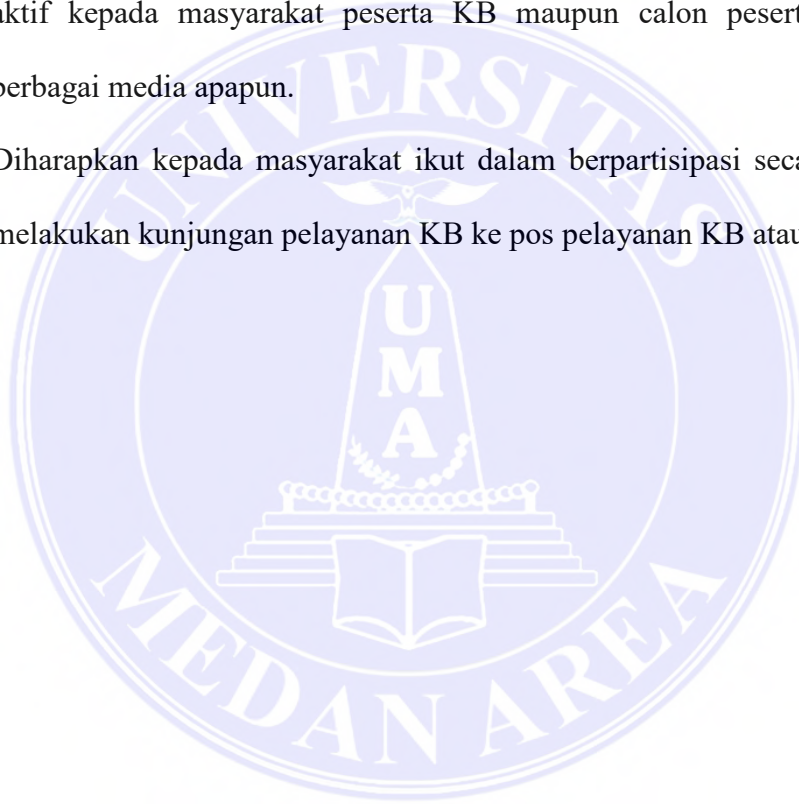 aktif kepada masyarakat peserta KB maupun calon pesert
berbagai media apapun.
Diharapkan kepada masyarakat ikut dalam berpartisipasi seca
melakukan kunjungan pelayanan KB ke pos pelayanan KB atau
UNIVERSITAS
U
M
A
MEDAN AREA